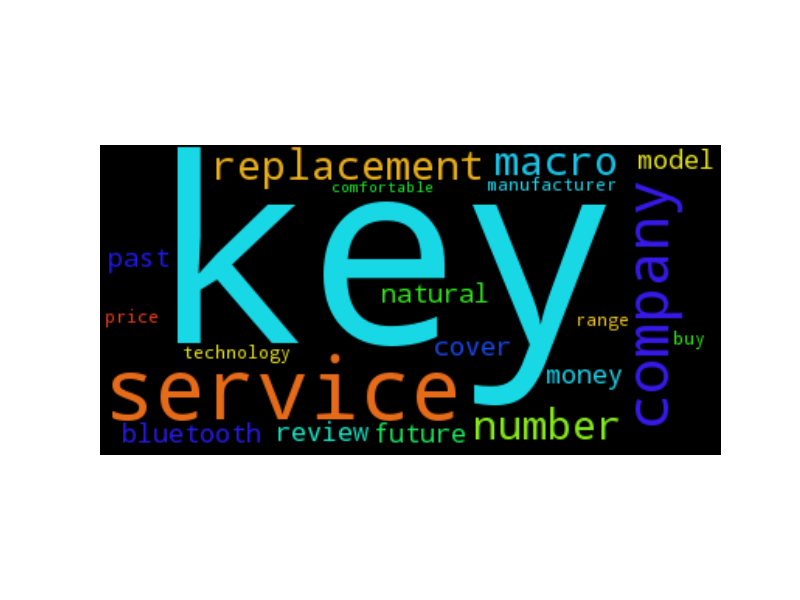 replacement
macro
model
comfortable
manufacturer
key
company
past
natural
price
range
technology
cover
buy
service
money
number
bluetooth
review
future